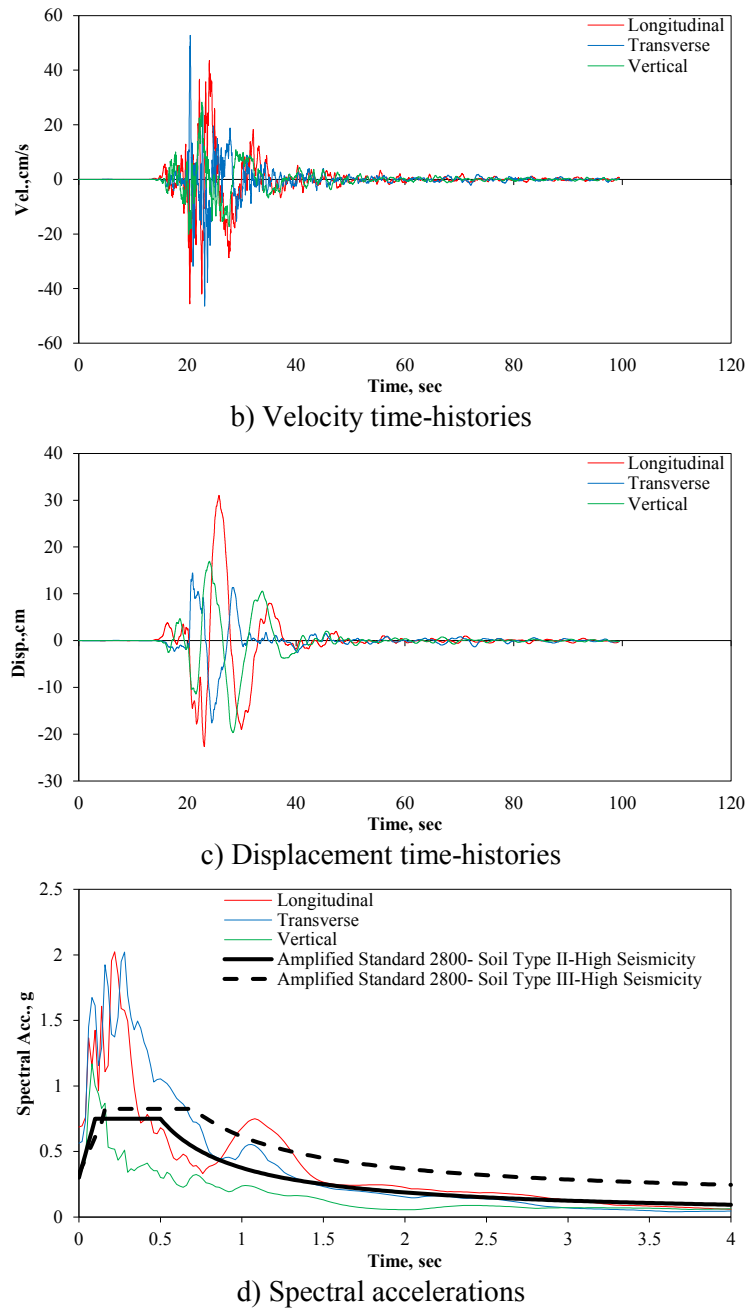 60
40
20
0
-20
-40
-60
Vel.,cm/s
Longitudinal
Transverse
Vertical
0 20 40 60 80 100 120
Time, sec
b) Velocity time-histories
40
30
20
10
0
-10
-20
-30
Disp.,cm
Longitudinal
Transverse
Vertical
0 20 40 60 80 100 120
Time, sec
c) Displacement time-histories
2.5
2
1.5
1
0.5
0
Spectral Acc., g
Longitudinal
Transverse
Vertical
Amplified Standard 2800- Soil Type II-High Seismicity
Amplified Standard 2800- Soil Type III-High Seismicity
0 0.5 1 1.5 2 2.5 3 3.5 4
Time, sec
d) Spectral accelerations